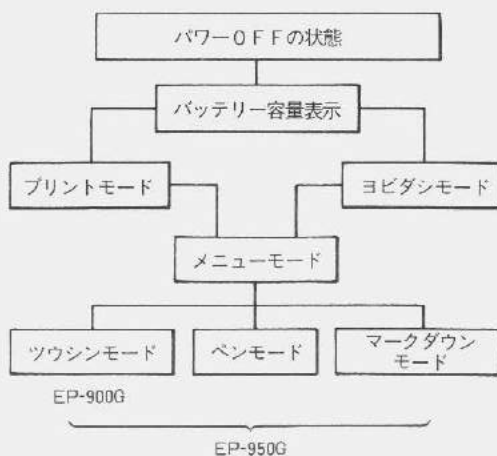 パワーOFFの状態
バッテリー容量表示
プリントモード
ヨビダシモード
メニューモード
ツウシンモード
ペンモード
マークダウン
モード
EP-900G
EP-950G